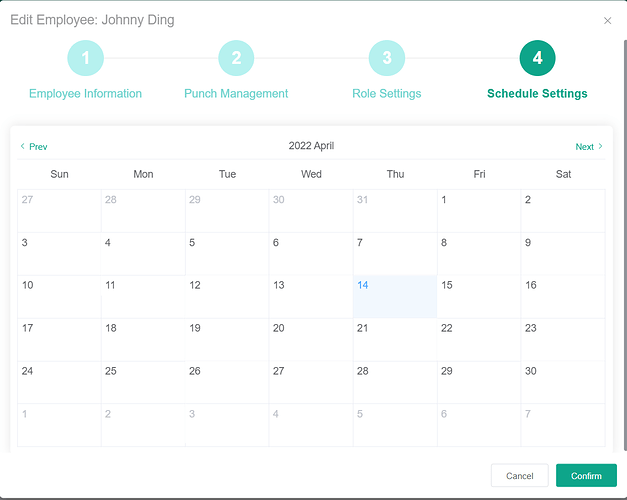 Edit Employee: Johnny Ding
1 2 3 4
Employee Information Punch Management Role Settings Schedule Settings
Prev 2022 April Next
Sun Mon Tue Wed Thu Fri Sat
27 28 29 30 31 1 2
3 4 5 6 7 8 9
10 11 12 13 14 15 16
17 18 19 20 21 22 23
24 25 26 27 28 29 30
1 2 3 4 5 6 7
Cancel Confirm